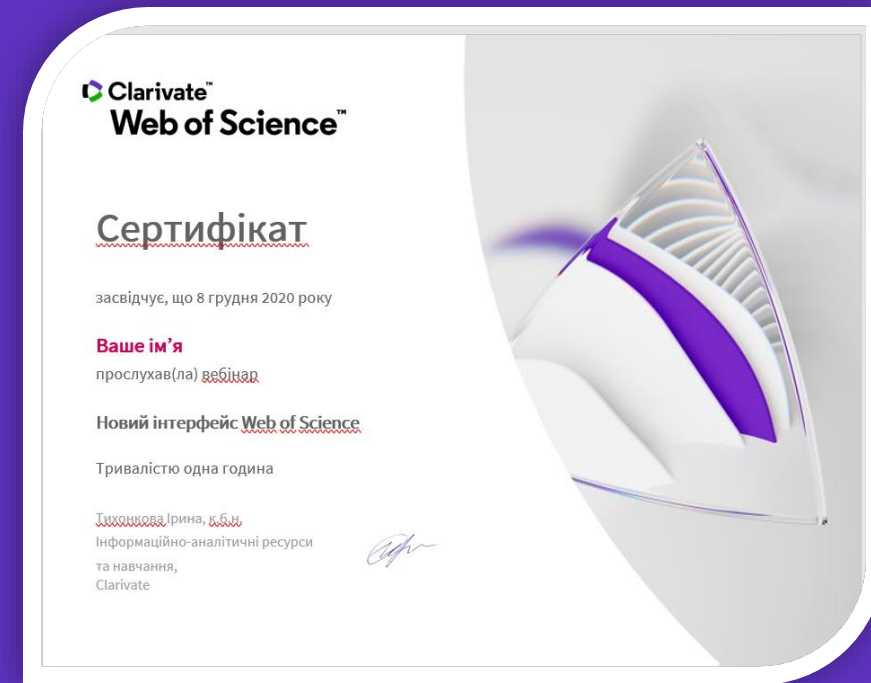 Clarivate™
Web of Science™
Сертифікат
засвідчує, що 8 грудня 2020 року
Ваше ім’я
прослухав(ла) вебінар
Новий інтерфейс Web of Science
Тривалістю одна година
Тихонкова Ірина, к.б.н.
Інформаційно-аналітичні ресурси
та навчання,
Clarivate